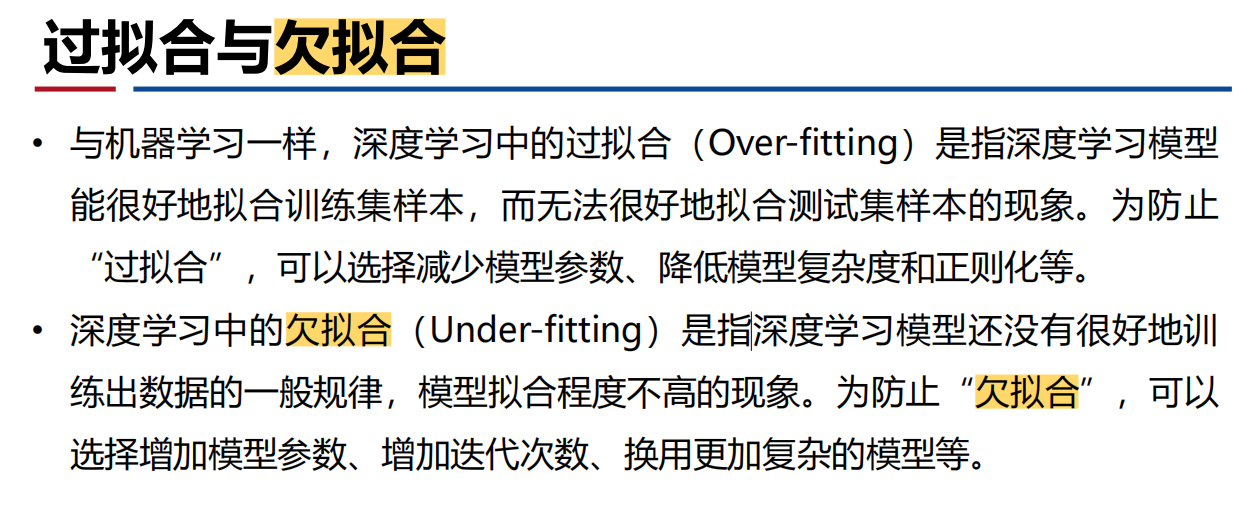 过拟合与欠拟合
• 与机器学习一样，深度学习中的过拟合（Over-fitting）是指深度学习模型
能很好地拟合训练集样本，而无法很好地拟合测试集样本的现象。为防止
“过拟合”，可以选择减少模型参数、降低模型复杂度和正则化等。
• 深度学习中的欠拟合（Under-fitting）是指深度学习模型还没有很好地训
练出数据的一般规律，模型拟合程度不高的现象。为防止“欠拟合”，可以
选择增加模型参数、增加迭代次数、换用更加复杂的模型等。